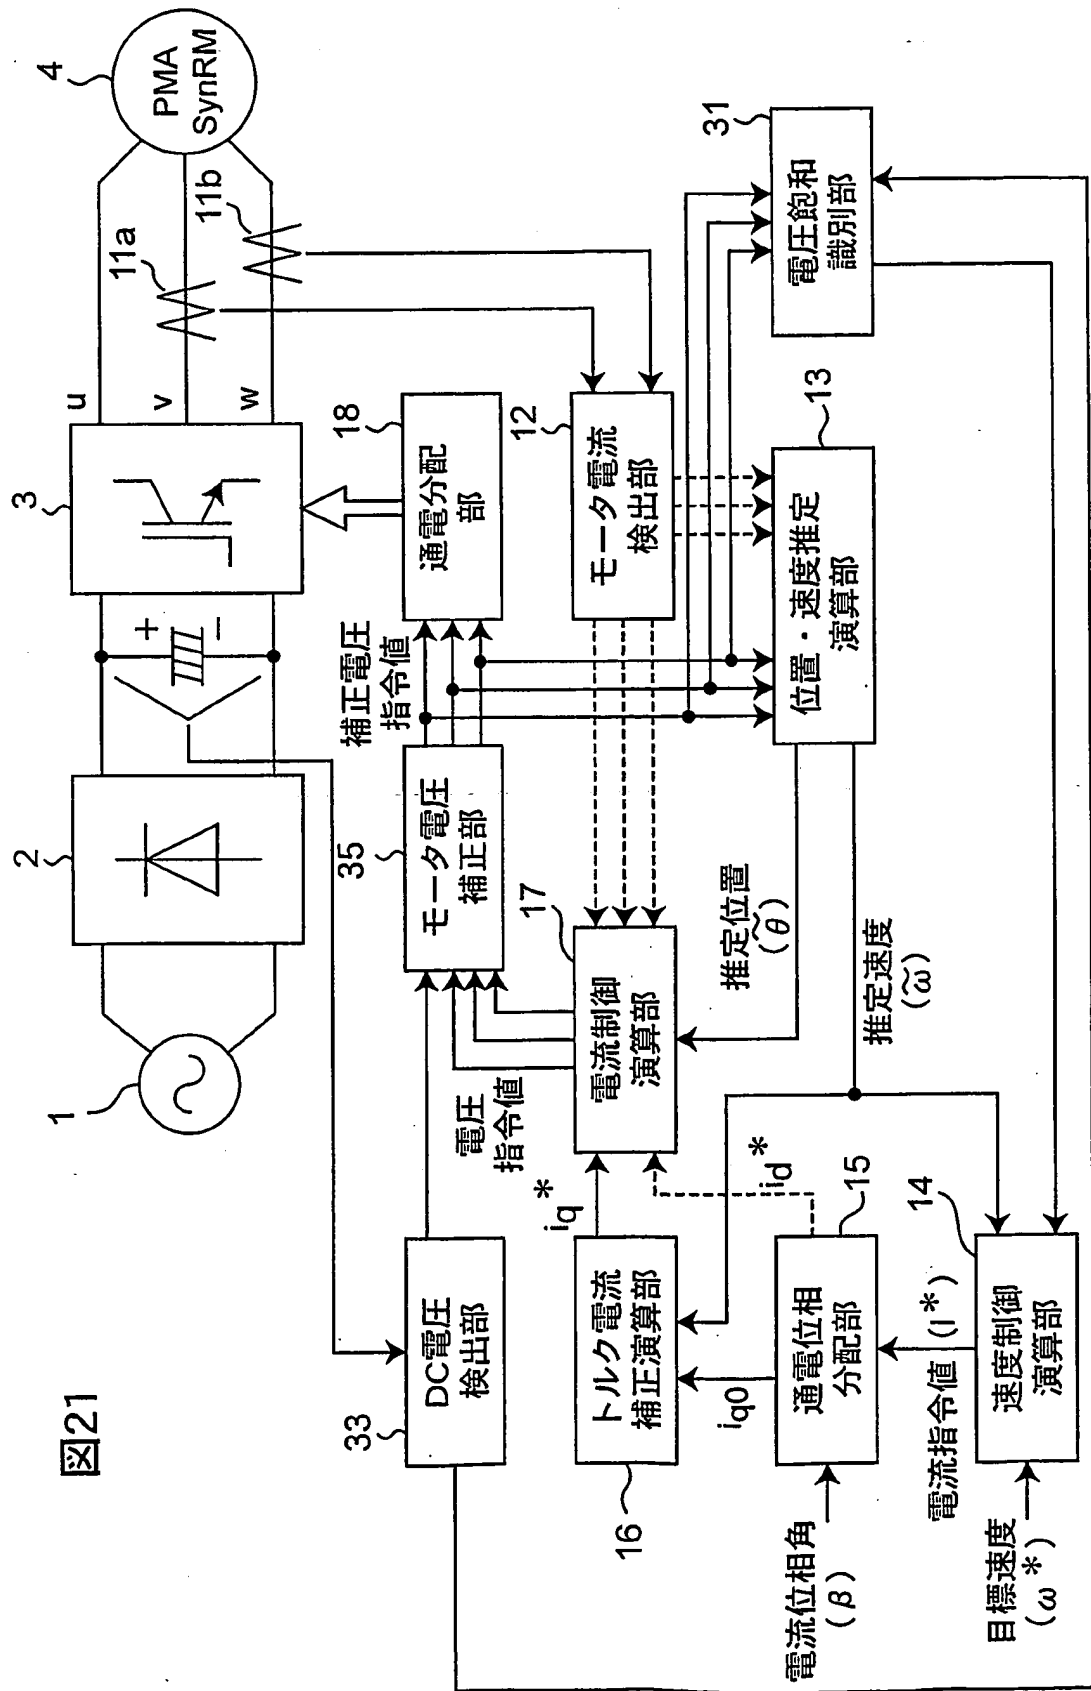 図21
1
2
3
u
v
w
4
PMA
SynRM
11a
11b
+
−
33
DC電圧
検出部
35
モータ電圧
補正部
補正電圧
指令値
18
通電分配
部
電圧
指令値
12
モータ電流
検出部
16
トルク電流
補正演算部
iq*
17
電流制御
演算部
推定位置
(θ̃)
推定速度
(ω̃)
iq0
id*
電流位相角
(β)
15
通電位相
分配部
13
位置・速度推定
演算部
31
電圧飽和
識別部
電流指令値 (I*)
14
目標速度
(ω*)
速度制御
演算部